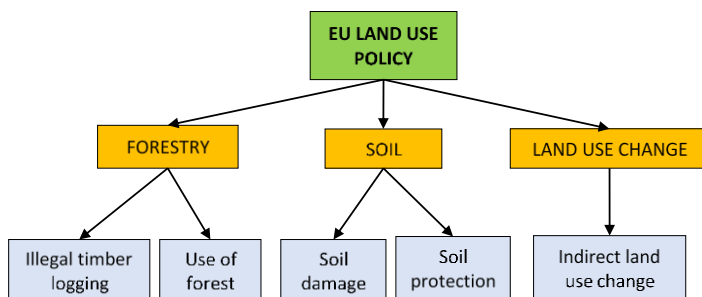 EU LAND USE
POLICY
FORESTRY
SOIL
LAND USE CHANGE
Illegal timber
logging
Use of
forest
Soil
damage
Soil
protection
Indirect land
use change